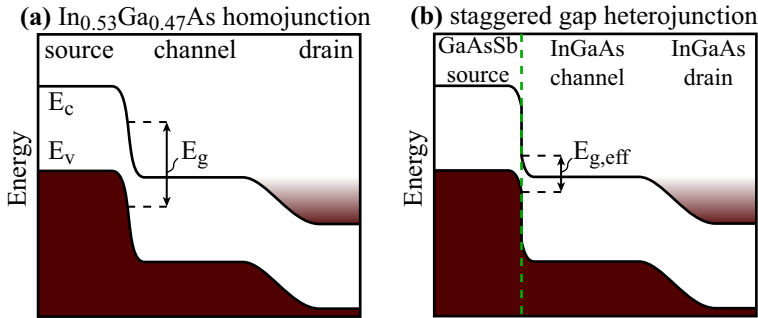 (a) In0.53Ga0.47As homojunction
source channel drain
Ec
Ev
Eg
Energy
(b) staggered gap heterojunction
GaAsSb source
InGaAs channel
InGaAs drain
Eg,eff
Energy